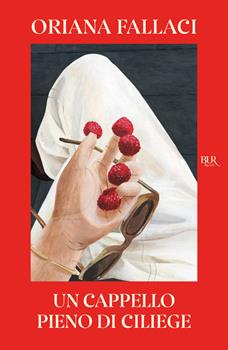 ORIANA FALLACI
BUR
UN CAPPELLO
PIENO DI CILIEGE